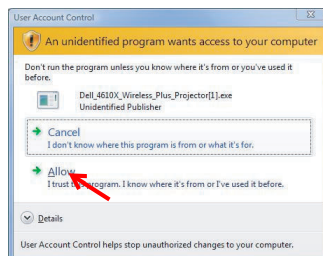 User Account Control
An unidentified program wants access to your computer
Don't run the program unless you know where it's from or you've used it
before.
Dell_4610X_Wireless_Plus_Projector[1].exe
Unidentified Publisher
Cancel
I don't know where this program is from or what it's for.
Allow
I trust this program. I know where it's from or I've used it before.
Details
User Account Control helps stop unauthorized changes to your computer.